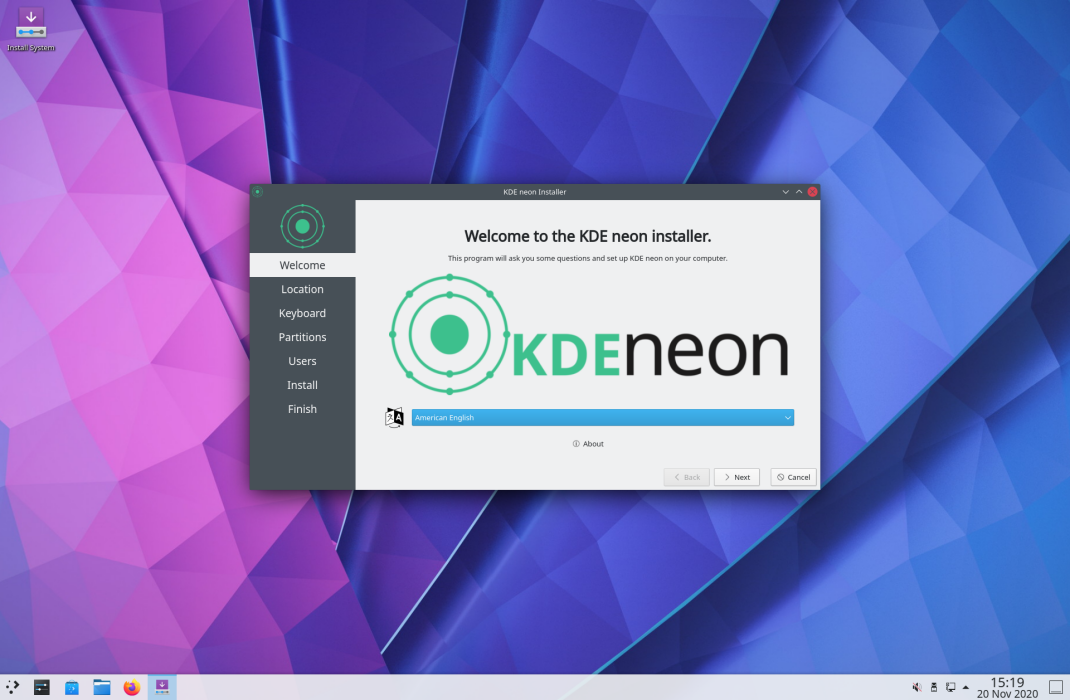 Install System
KDE neon Installer
Welcome
Location
Keyboard
Partitions
Users
Install
Finish
Welcome to the KDE neon installer.
This program will ask you some questions and set up KDE neon on your computer.
KDEneon
American English
About
Back
Next
Cancel
15:19
20 Nov 2020